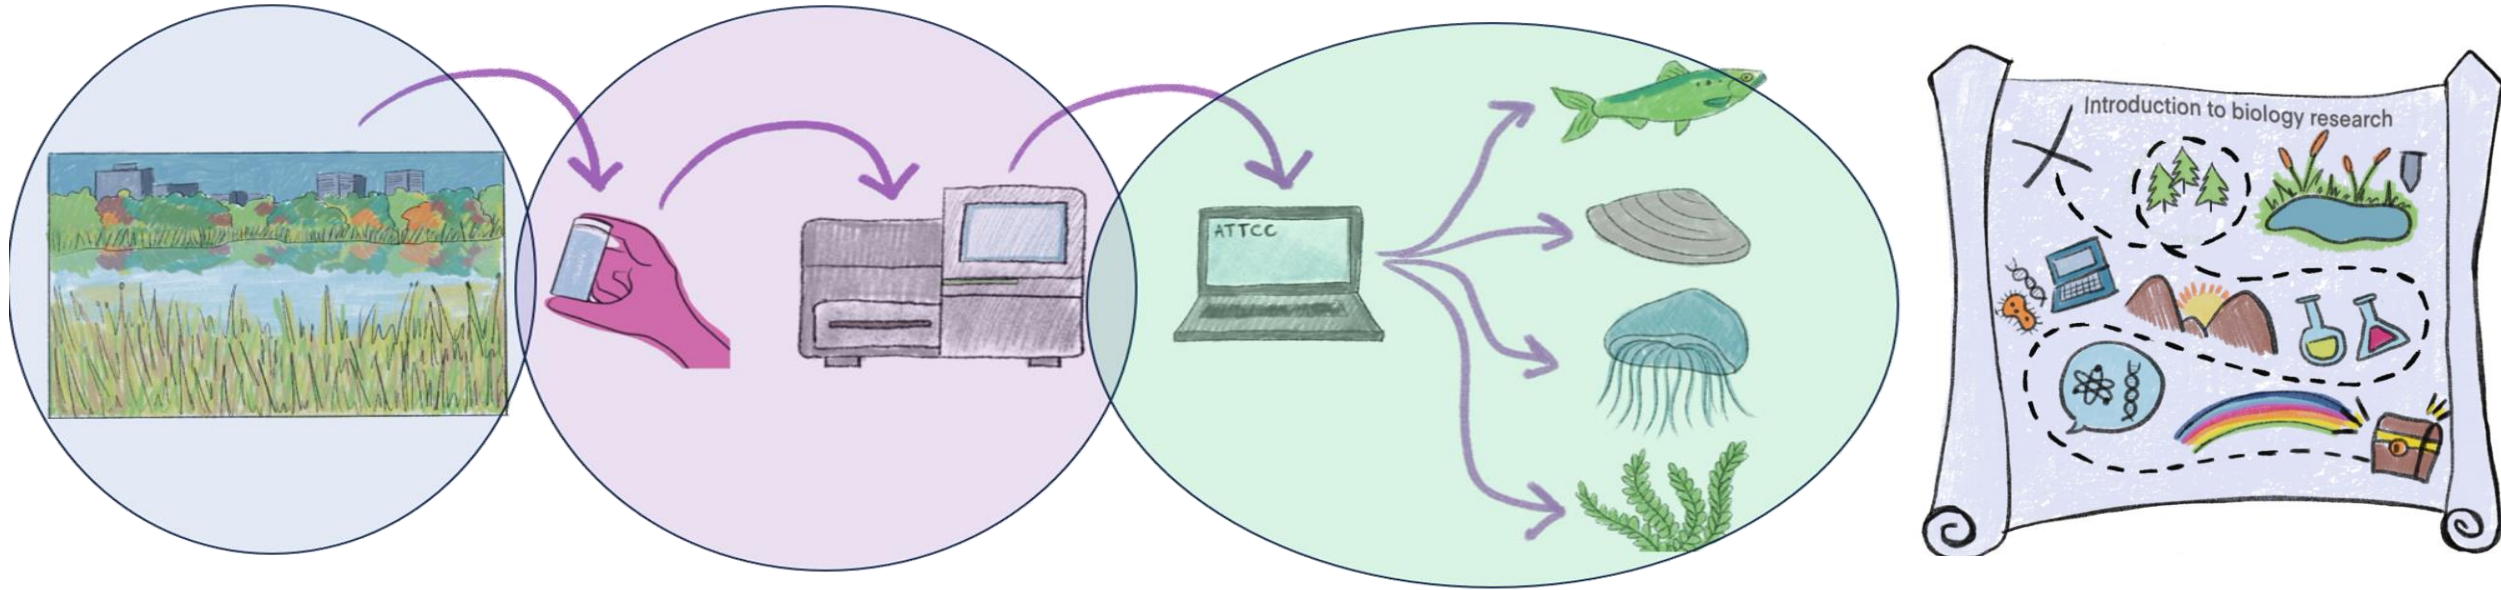 ATTCC
Introduction to biology research